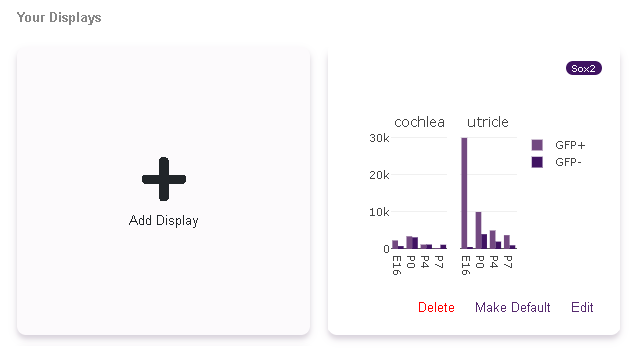 Your Displays
Add Display
Sox2
cochlea
utricle
30k
20k
10k
0
E16
P0
P4
P7
E16
P0
P4
P7
GFP+
GFP-
Delete
Make Default
Edit